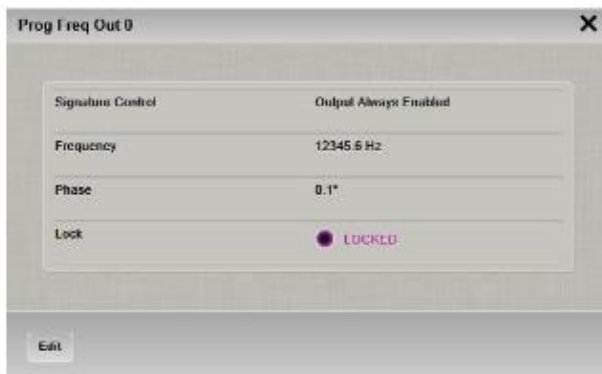 Prog Freq Out 0
Signature Control Output Always Enabled
Frequency 12345.6 Hz
Phase 0.1°
Lock LOCKED
Edit